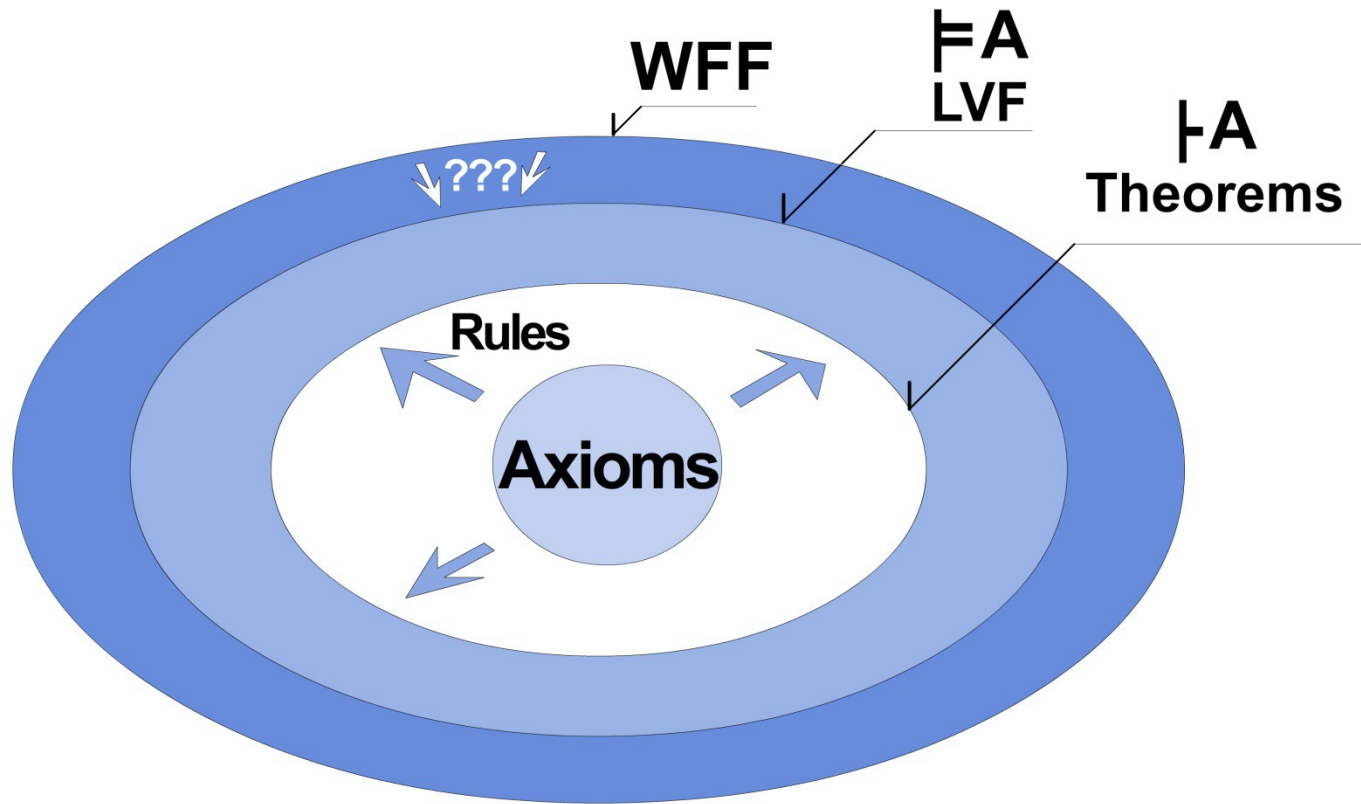 WFF
⊨A
LVF
⊢A
Theorems
???
Rules
Axioms